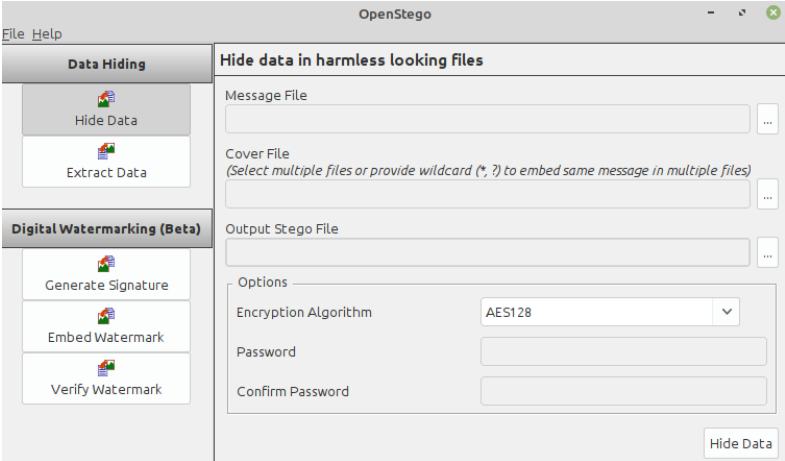 OpenStego
File Help
Data Hiding
Hide Data
Extract Data
Digital Watermarking (Beta)
Generate Signature
Embed Watermark
Verify Watermark
Hide data in harmless looking files
Message File
...
Cover File
(Select multiple files or provide wildcard (*, ?) to embed same message in multiple files)
...
Output Stego File
...
Options
Encryption Algorithm AES128
Password
Confirm Password
Hide Data